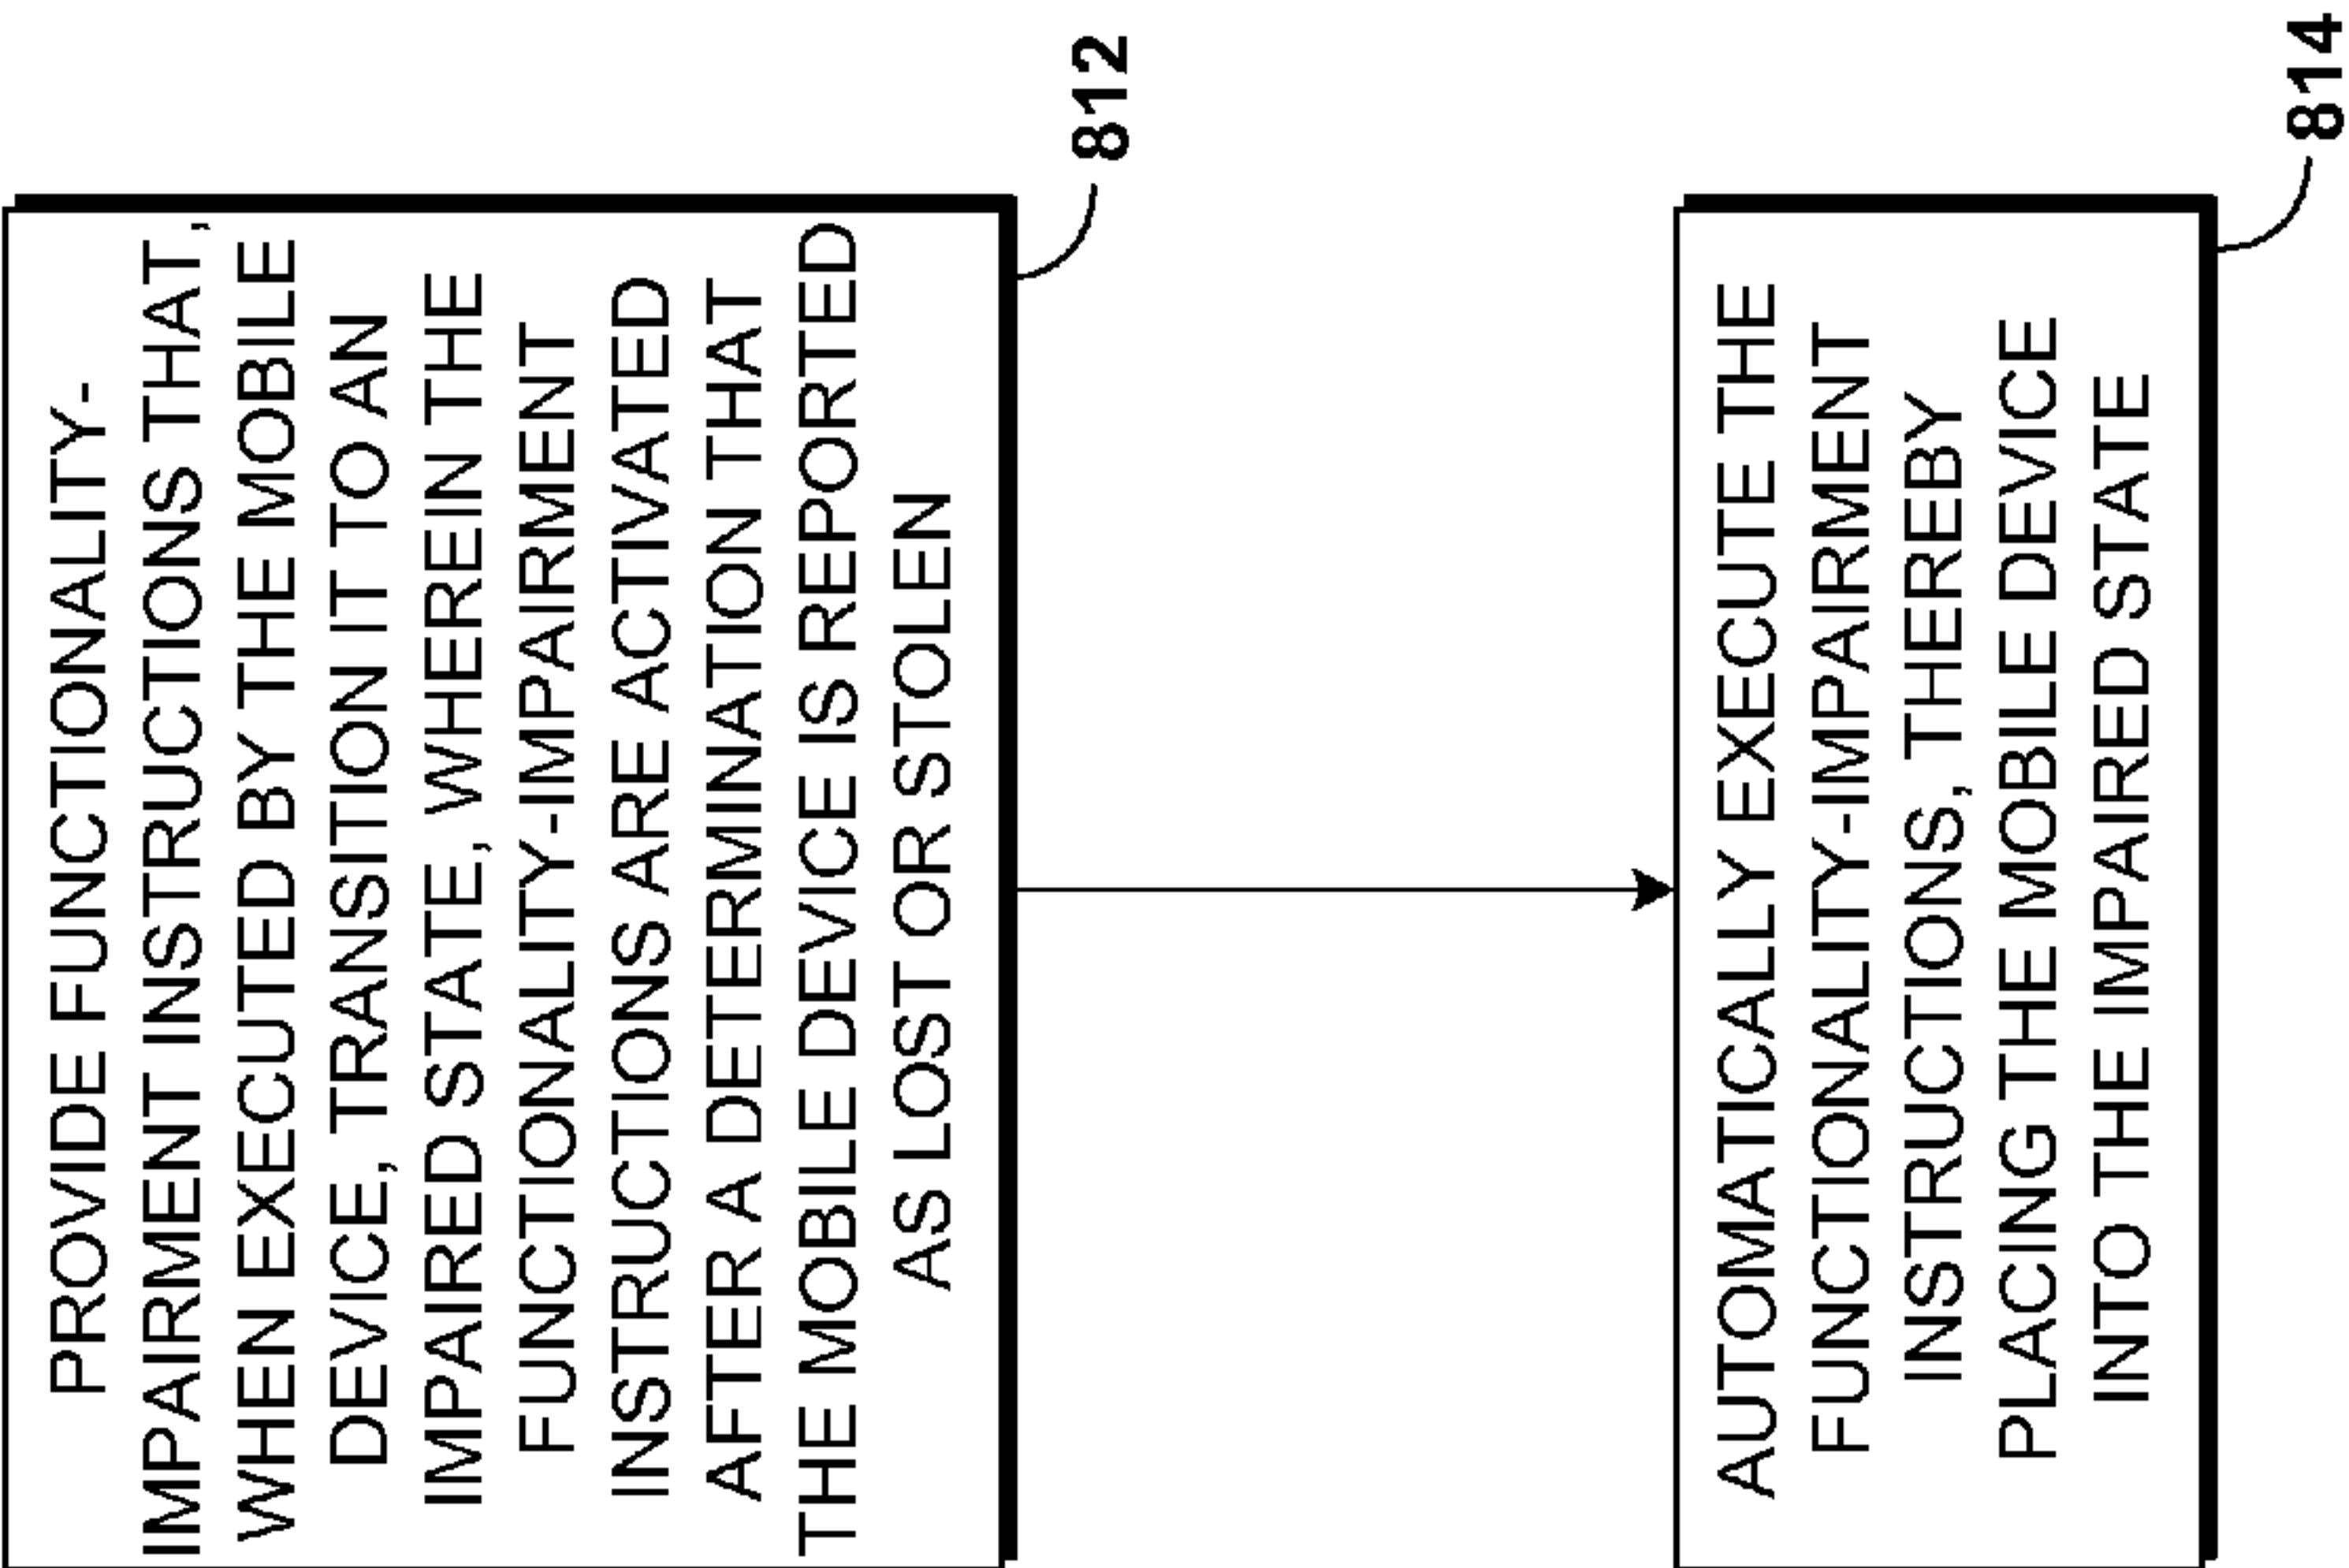 PROVIDE FUNCTIONALITY-
IMPAIRMENT INSTRUCTIONS THAT,
WHEN EXECUTED BY THE MOBILE
DEVICE, TRANSITION IT TO AN
IMPAIRED STATE, WHEREIN THE
FUNCTIONALITY-IMPAIRMENT
INSTRUCTIONS ARE ACTIVATED
AFTER A DETERMINATION THAT
THE MOBILE DEVICE IS REPORTED
AS LOST OR STOLEN
812
AUTOMATICALLY EXECUTE THE
FUNCTIONALITY-IMPAIRMENT
INSTRUCTIONS, THEREBY
PLACING THE MOBILE DEVICE
INTO THE IMPAIRED STATE
814